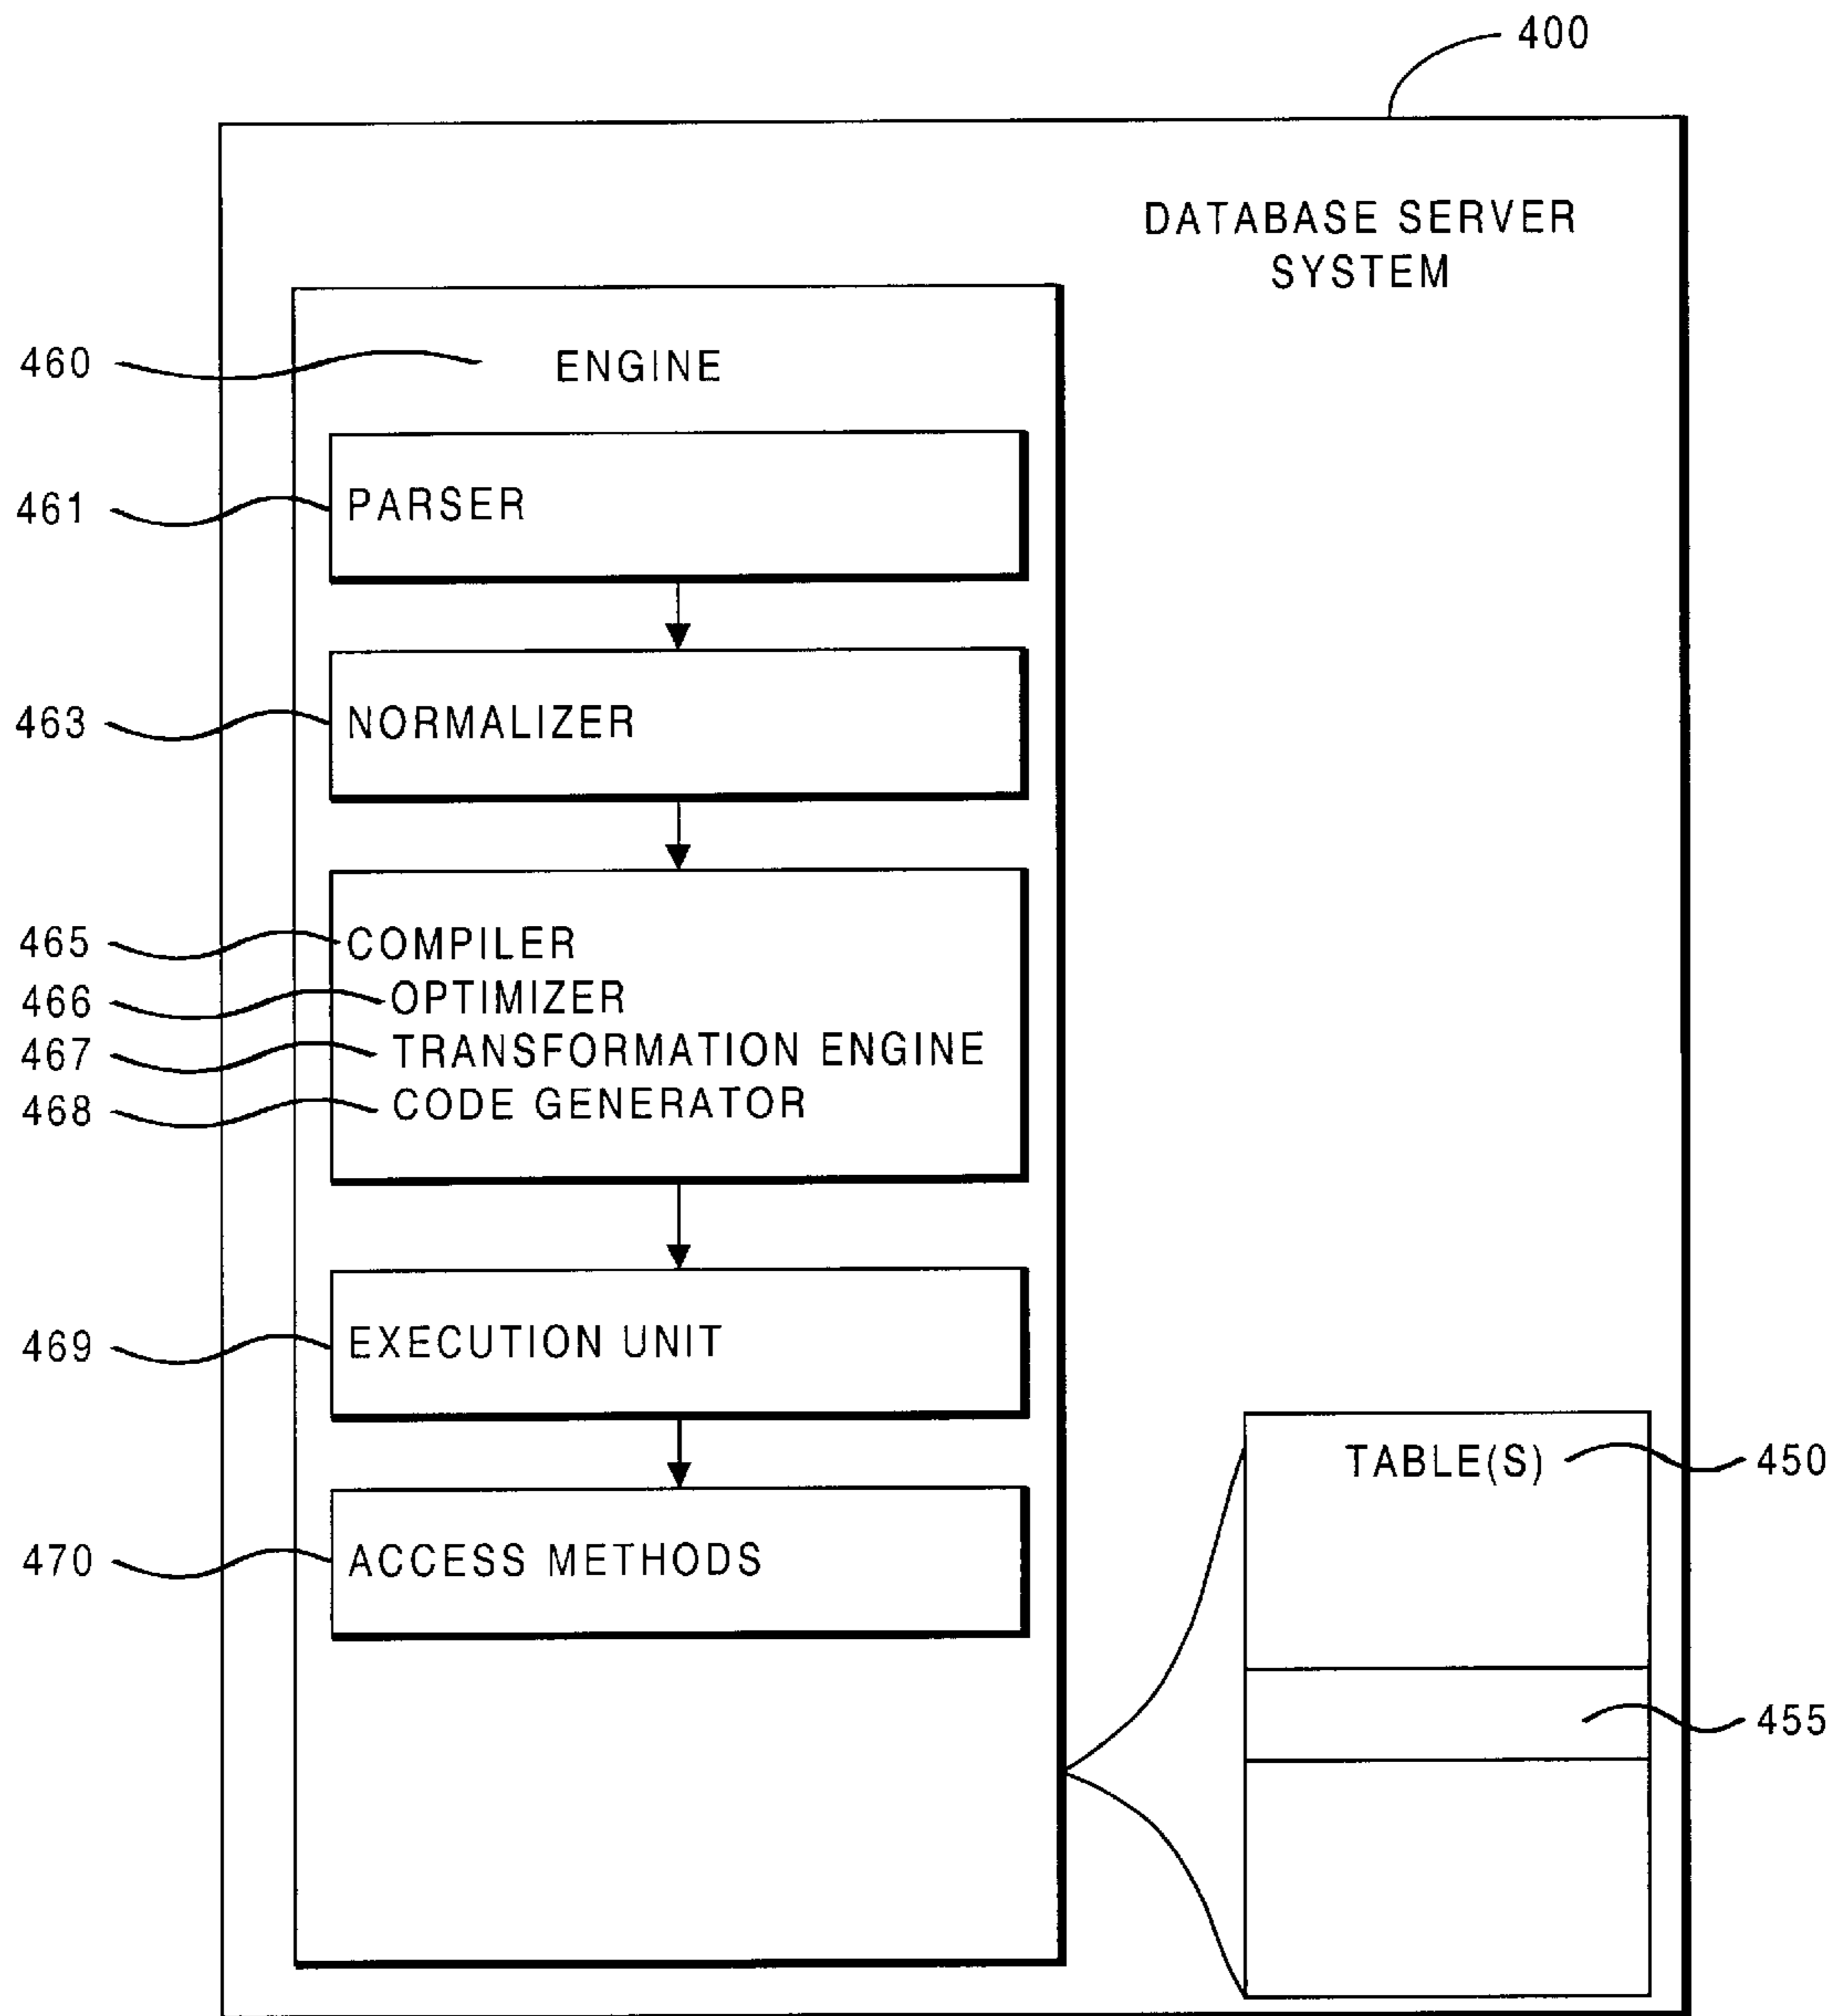 400
DATABASE SERVER
SYSTEM
460
ENGINE
461
PARSER
463
NORMALIZER
465
COMPILER
466
OPTIMIZER
467
TRANSFORMATION ENGINE
468
CODE GENERATOR
469
EXECUTION UNIT
TABLE(S)
450
470
ACCESS METHODS
455